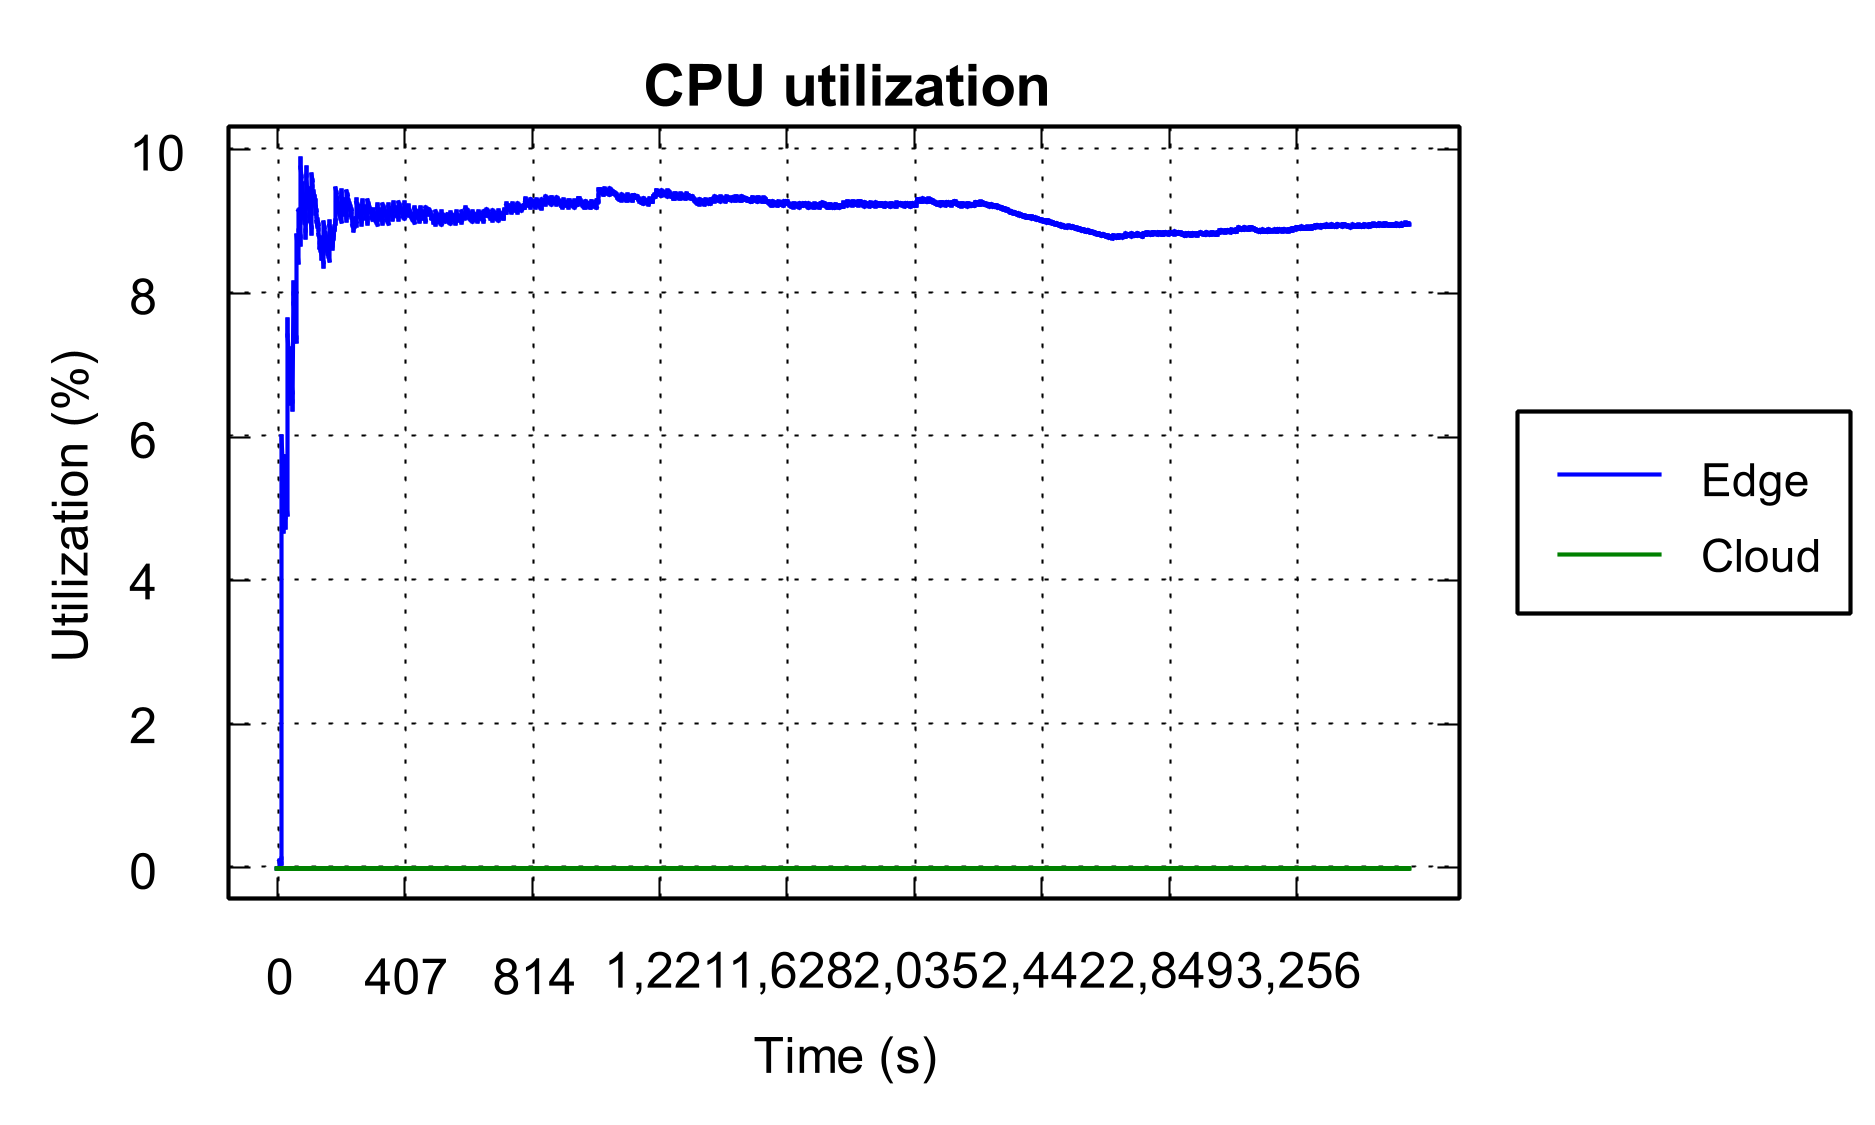 CPU utilization
10
8
6
4
2
0
Utilization (%)
0 407 814 1,2211,6282,0352,4422,8493,256
Time (s)
Edge
Cloud